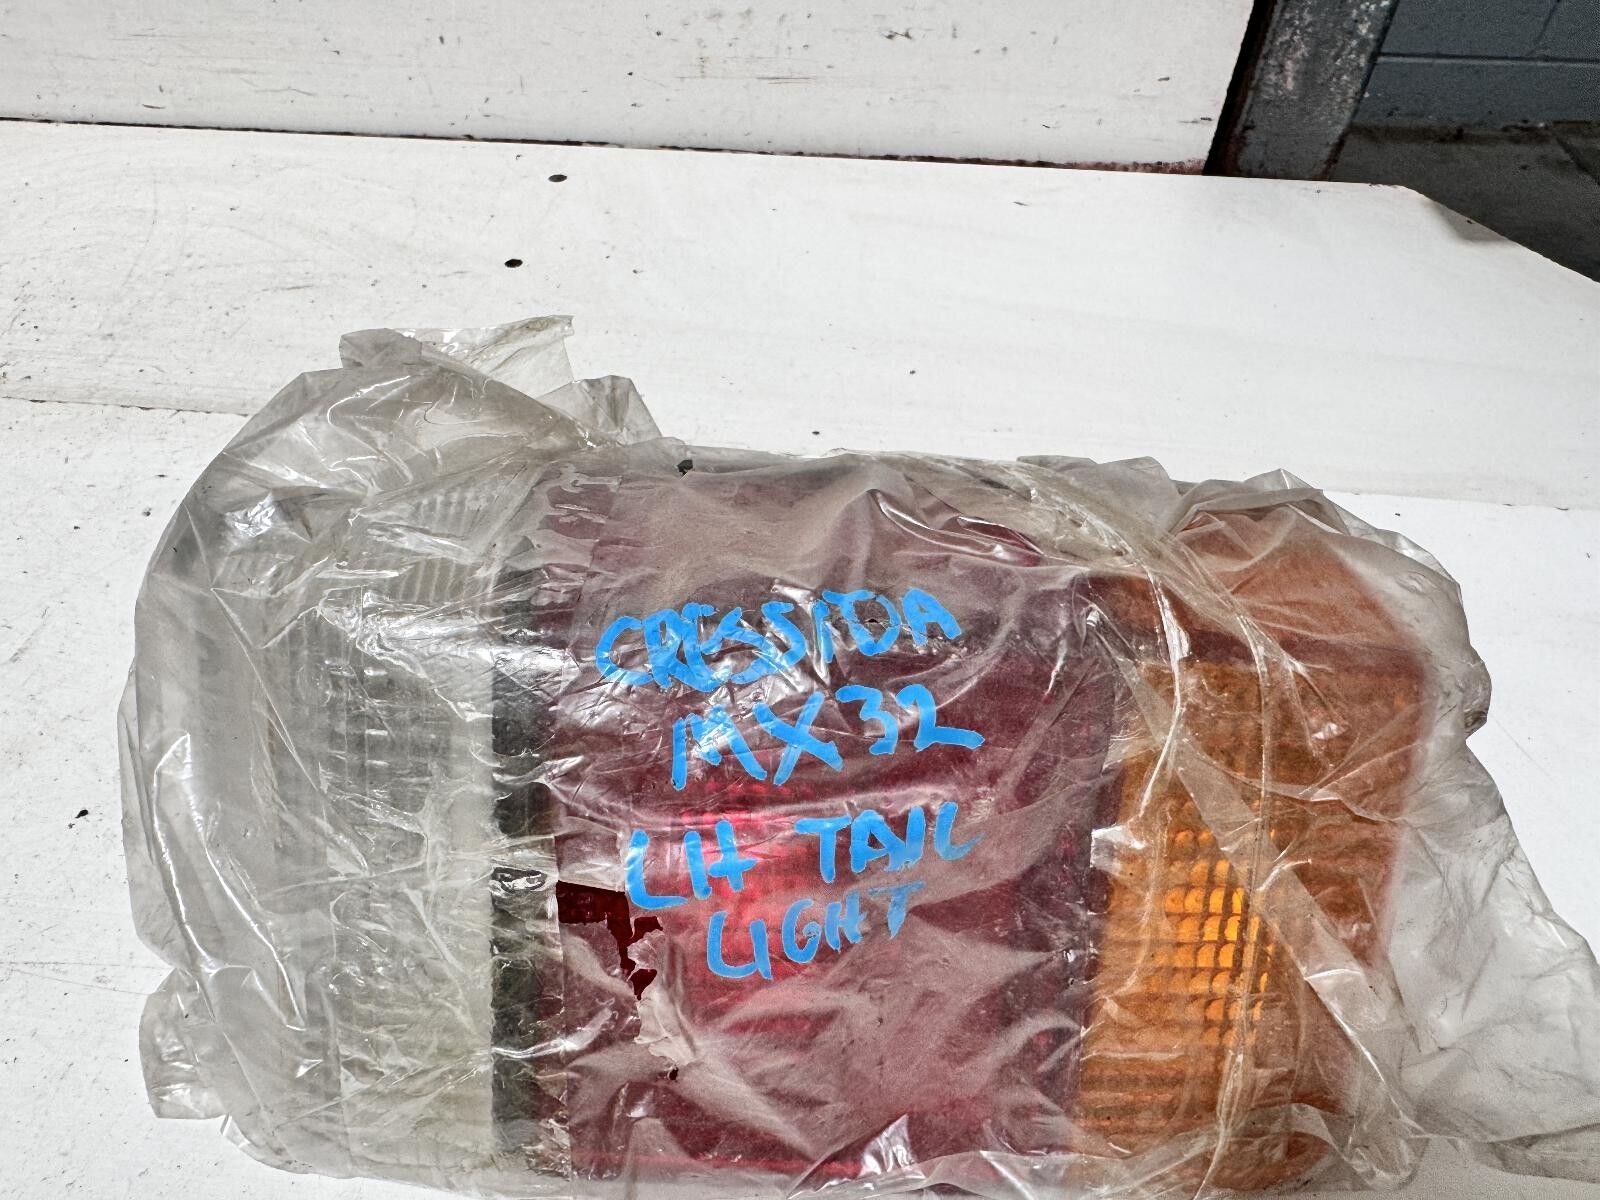 CRESSIDA
MX32
LH TAIL
LIGHT